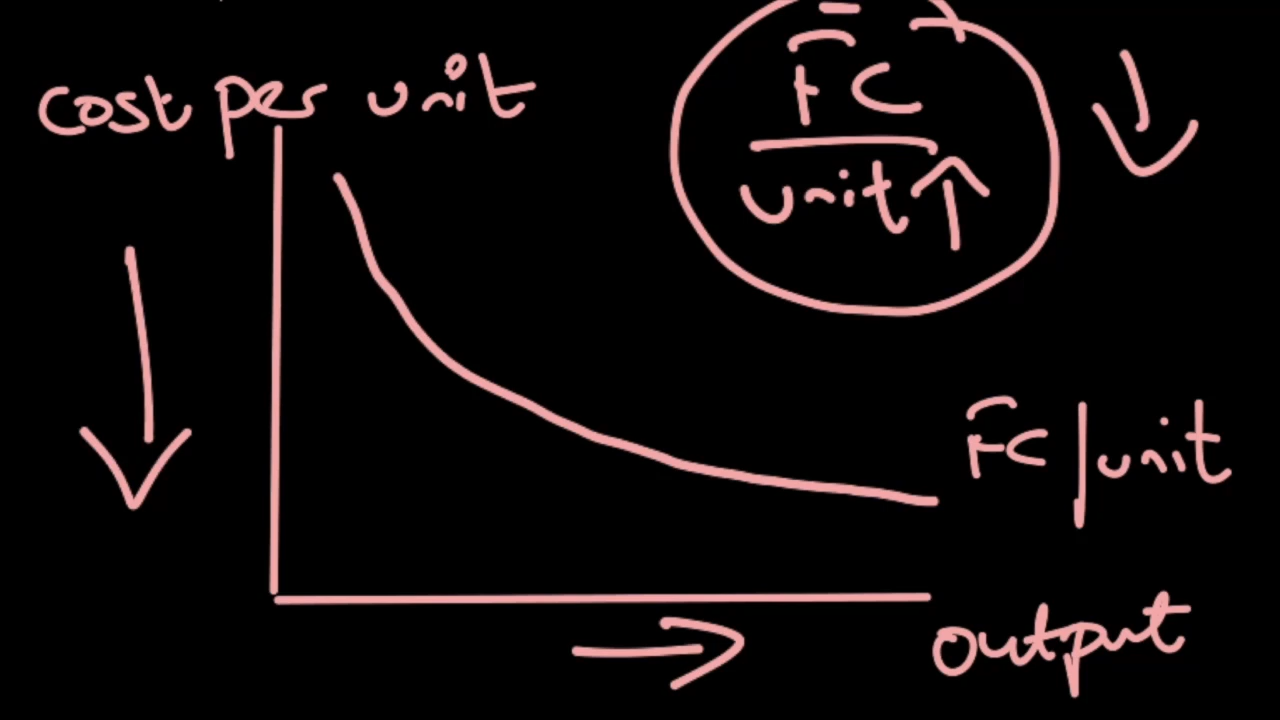 cost per unit
FC
unit ↑
FC/unit
output